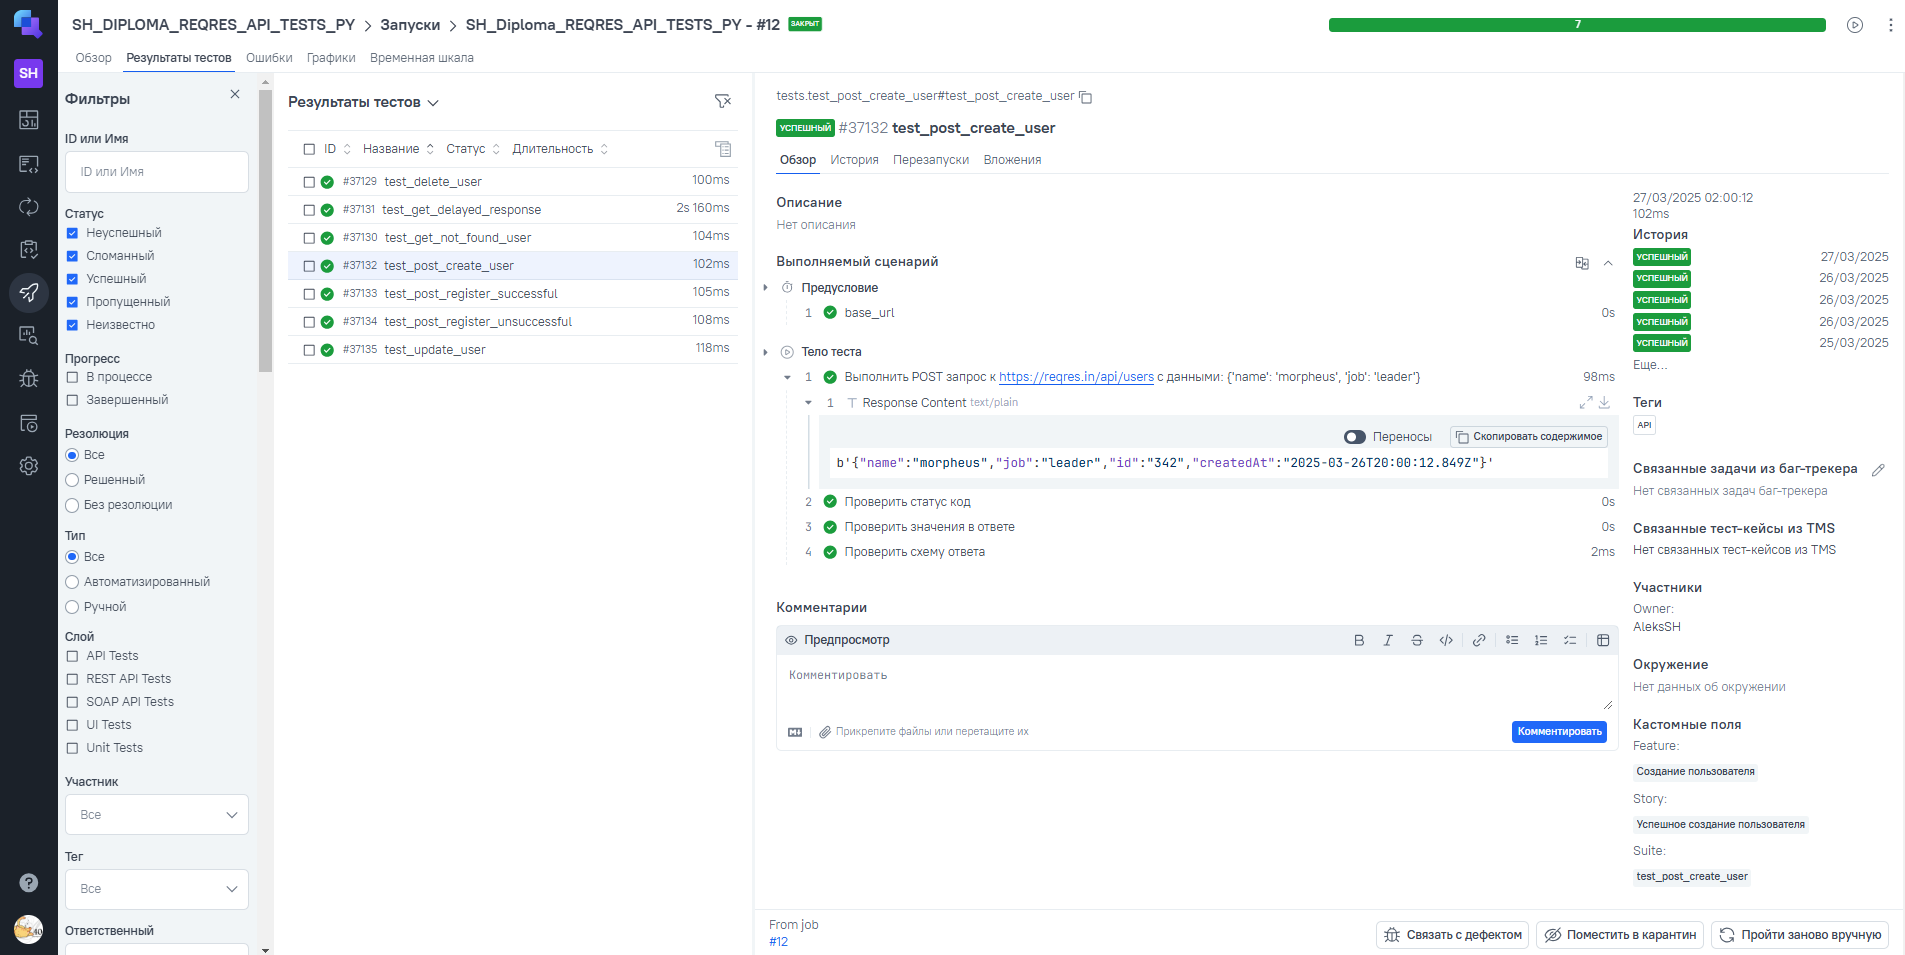 SH_DIPLOMA_REQRES_API_TESTS_PY > Запуски > SH_Diploma_REQRES_API_TESTS_PY - #12 ЗАКРЫТ
7
SH
Обзор Результаты тестов Ошибки Графики Временная шкала
Фильтры
ID или Имя
ID или Имя
Статус
Неуспешный
Сломанный
Успешный
Пропущенный
Неизвестно
Прогресс
В процессе
Завершенный
Резолюция
Все
Решенный
Без резолюции
Тип
Все
Автоматизированный
Ручной
Слой
API Tests
REST API Tests
SOAP API Tests
UI Tests
Unit Tests
Участник
Все
Тег
Все
Ответственный
Результаты тестов
ID Название Статус Длительность
#37129 test_delete_user 100ms
#37131 test_get_delayed_response 2s 160ms
#37130 test_get_not_found_user 104ms
#37132 test_post_create_user 102ms
#37133 test_post_register_successful 105ms
#37134 test_post_register_unsuccessful 108ms
#37135 test_update_user 118ms
tests.test_post_create_user#test_post_create_user
УСПЕШНЫЙ #37132 test_post_create_user
Обзор История Перезапуски Вложения
Описание
Нет описания
Выполняемый сценарий
Предусловие
1 base_url 0s
Тело теста
1 Выполнить POST запрос к https://reqres.in/api/users с данными: {'name': 'morpheus', 'job': 'leader'} 98ms
1 Response Content text/plain
Переносы Скопировать содержимое
b'{"name":"morpheus","job":"leader","id":"342","createdAt":"2025-03-26T20:00:12.849Z"}'
2 Проверить статус код 0s
3 Проверить значения в ответе 0s
4 Проверить схему ответа 2ms
Комментарии
Предпросмотр
Комментировать
Прикрепите файлы или перетащите их
Комментировать
27/03/2025 02:00:12
102ms
История
УСПЕШНЫЙ 27/03/2025
УСПЕШНЫЙ 26/03/2025
УСПЕШНЫЙ 26/03/2025
УСПЕШНЫЙ 26/03/2025
УСПЕШНЫЙ 25/03/2025
Еще...
Теги
API
Связанные задачи из баг-трекера
Нет связанных задач баг-трекера
Связанные тест-кейсы из TMS
Нет связанных тест-кейсов из TMS
Участники
Owner:
AleksSH
Окружение
Нет данных об окружении
Кастомные поля
Feature:
Создание пользователя
Story:
Успешное создание пользователя
Suite:
test_post_create_user
From job
#12
Связать с дефектом Поместить в карантин Пройти заново вручную